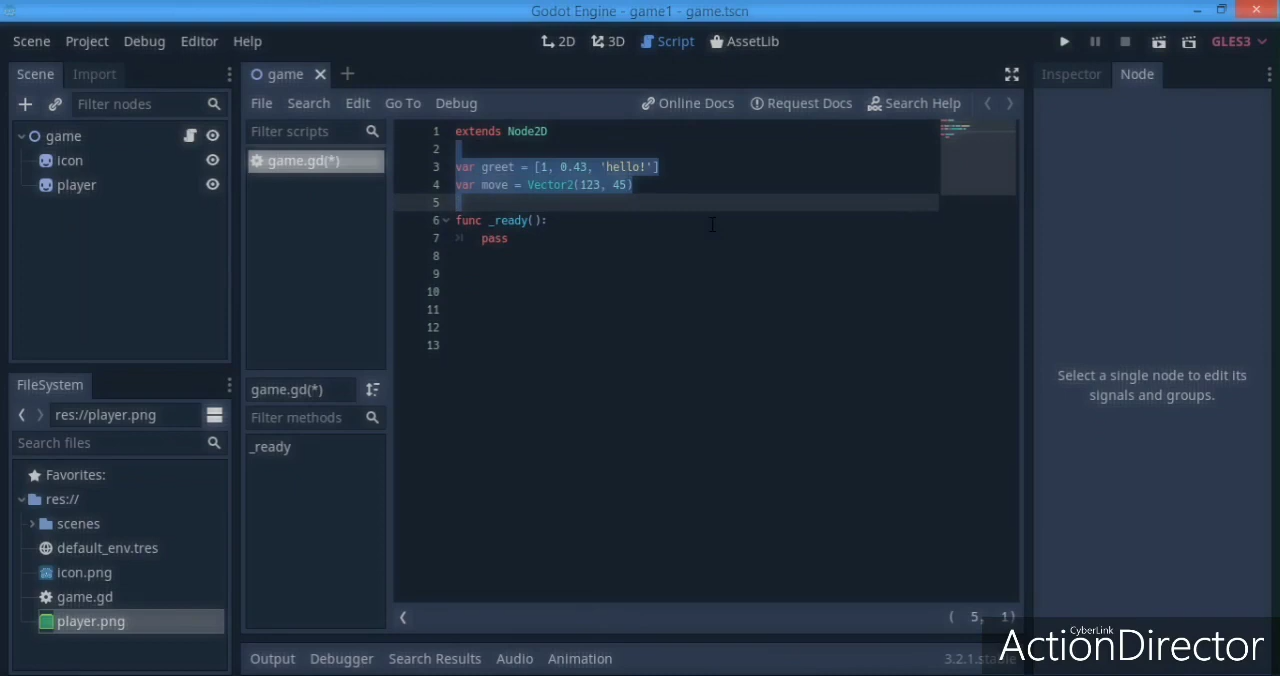 Godot Engine - game1 - game.tscn
Scene Project Debug Editor Help
2D 3D Script AssetLib
GLES3
Scene Import
Filter nodes
game
icon
player
game
File Search Edit Go To Debug
Online Docs Request Docs Search Help
Filter scripts
game.gd(*)
1 extends Node2D
2
3 var greet = [1, 0.43, 'hello!']
4 var move = Vector2(123, 45)
5
6 func _ready():
7 pass
8
9
10
11
12
13
game.gd(*)
Filter methods
_ready
( 5, 1)
Inspector Node
Select a single node to edit its
signals and groups.
FileSystem
res://player.png
Search files
Favorites:
res://
scenes
default_env.tres
icon.png
game.gd
player.png
Output Debugger Search Results Audio Animation
3.2.1.stable
CyberLink
ActionDirector